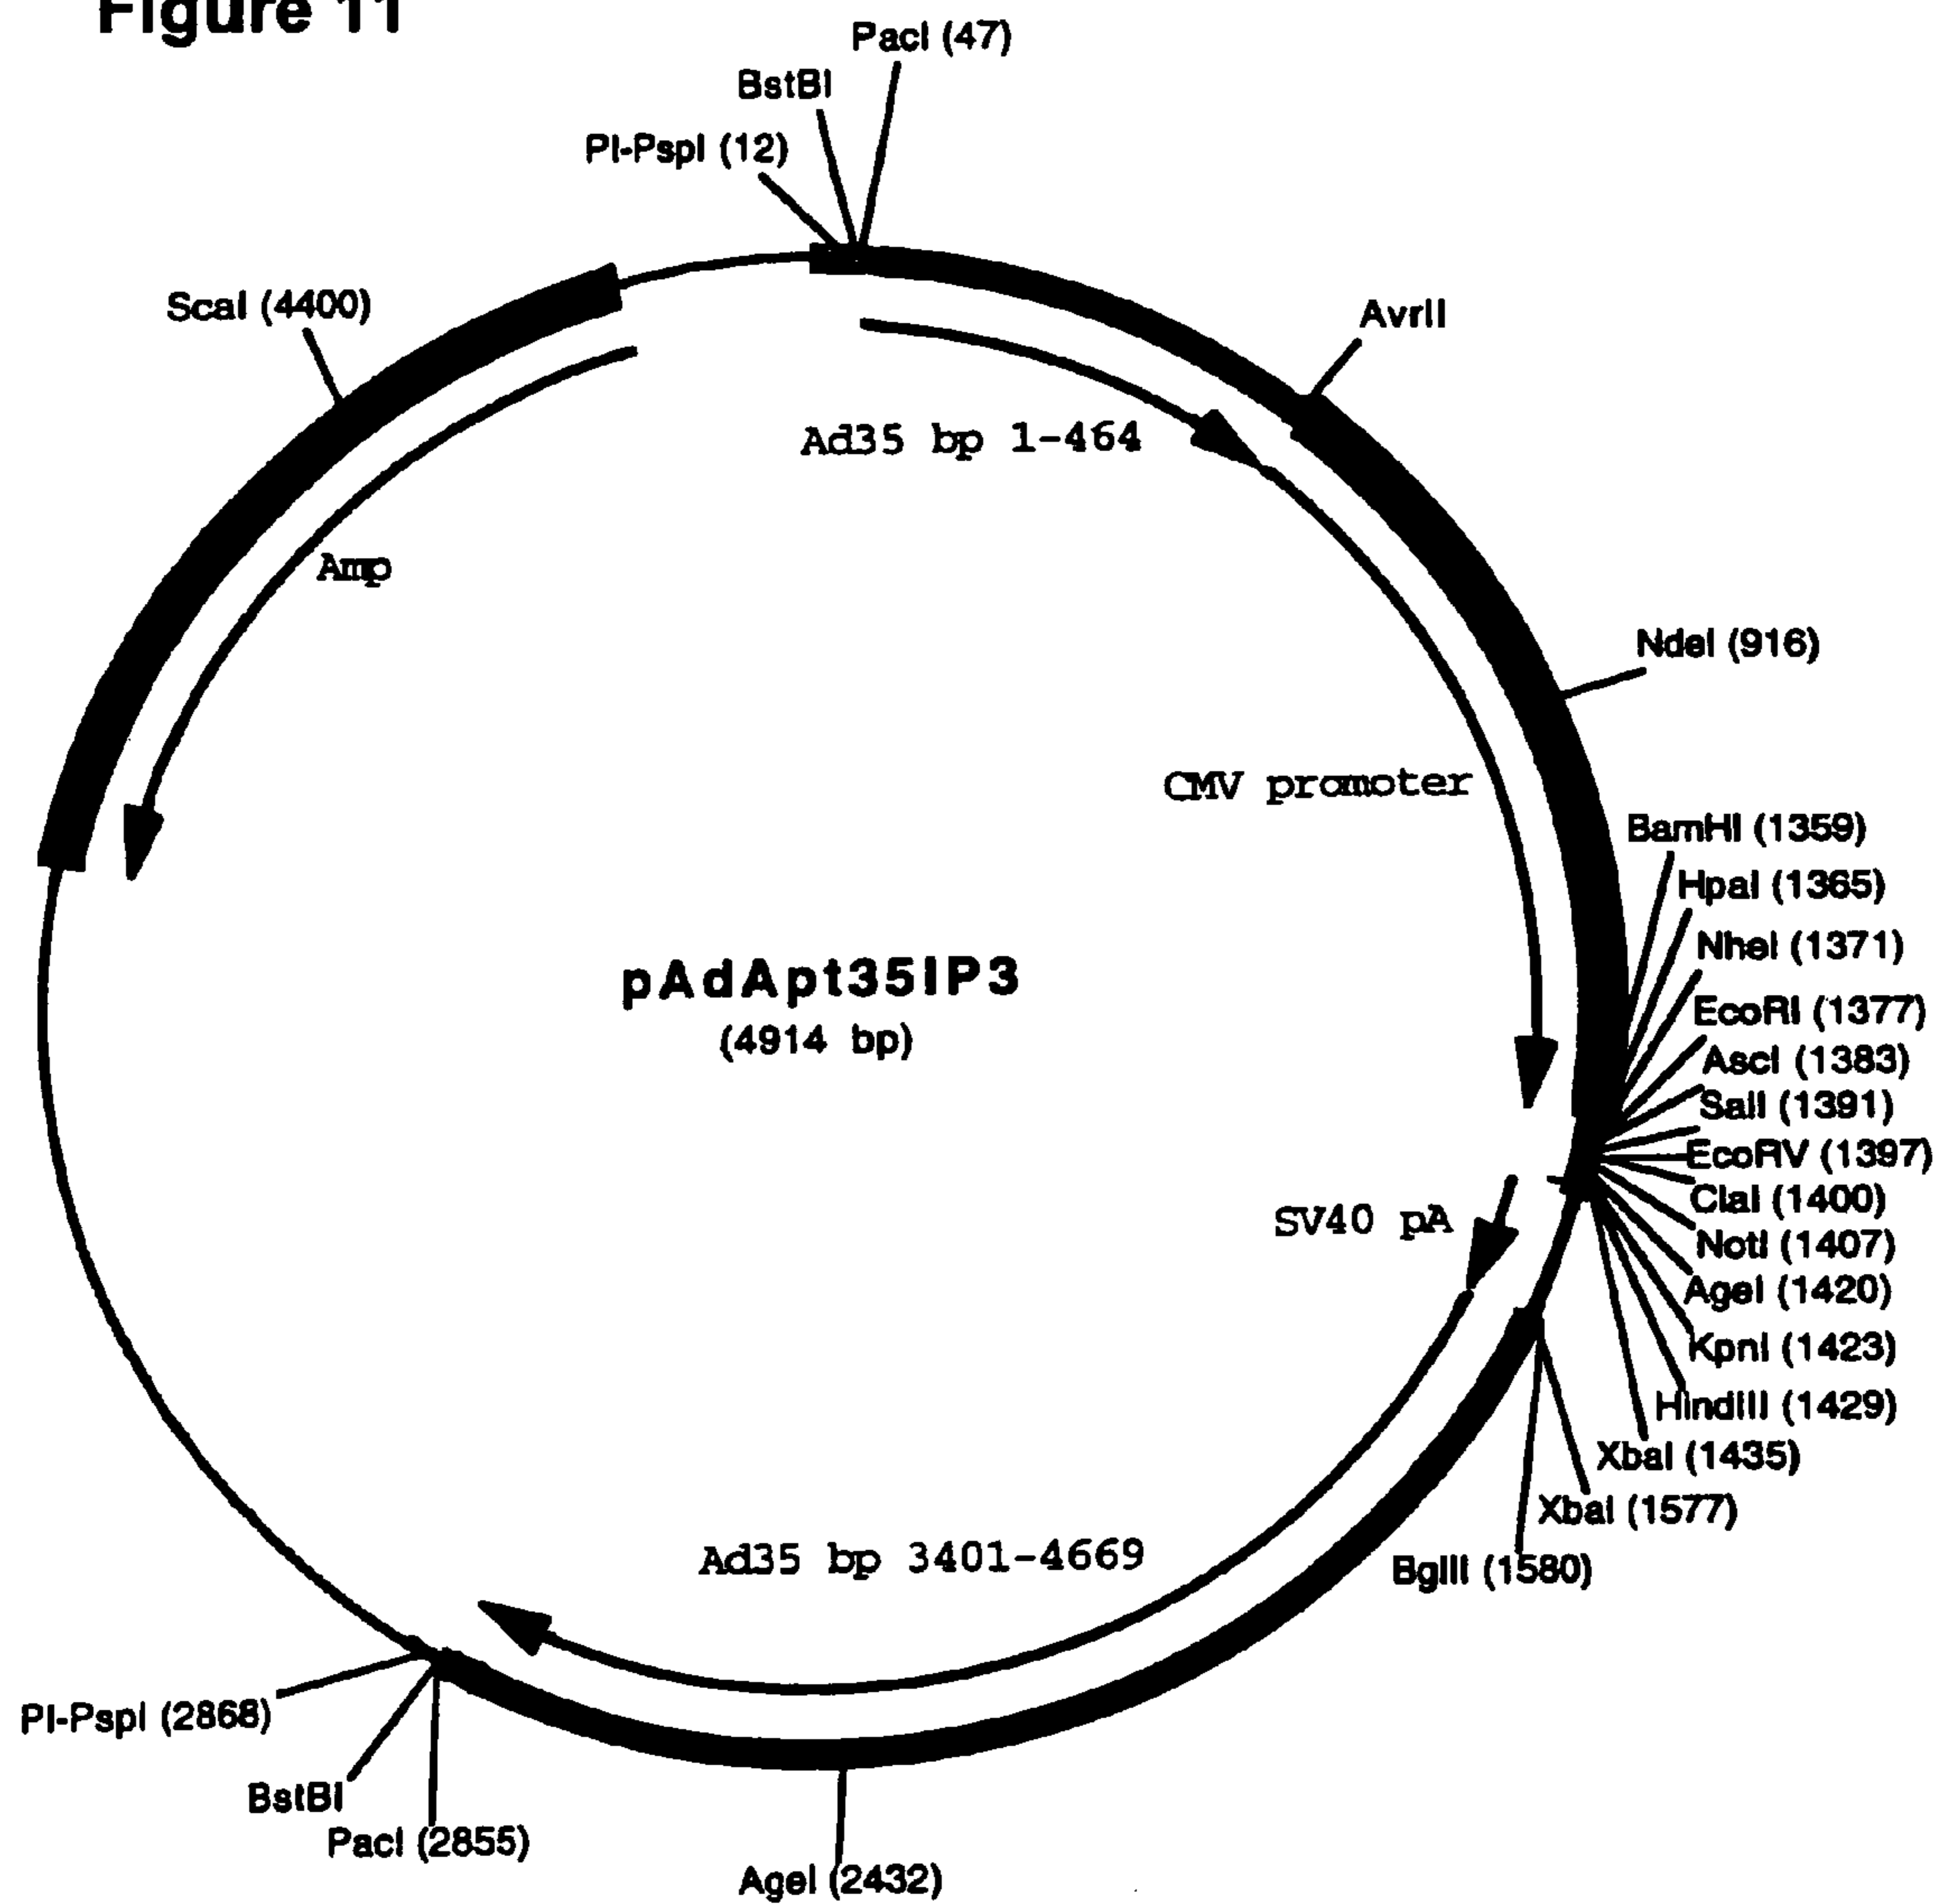 Figure 11
PacI (47)
BstBI
PI-PspI (12)
ScaI (4400)
AvrII
Ad35 bp 1-464
Amp
NdeI (916)
CMV promoter
BamHI (1359)
HpaI (1365)
NheI (1371)
pAdApt35IP3
(4914 bp)
EcoRI (1377)
AscI (1383)
SalI (1391)
EcoRV (1397)
ClaI (1400)
SV40 pA
NotI (1407)
AgeI (1420)
KpnI (1423)
HindIII (1429)
XbaI (1435)
XbaI (1577)
Ad35 bp 3401-4669
BglII (1580)
PI-PspI (2868)
BstBI
PacI (2855)
AgeI (2432)